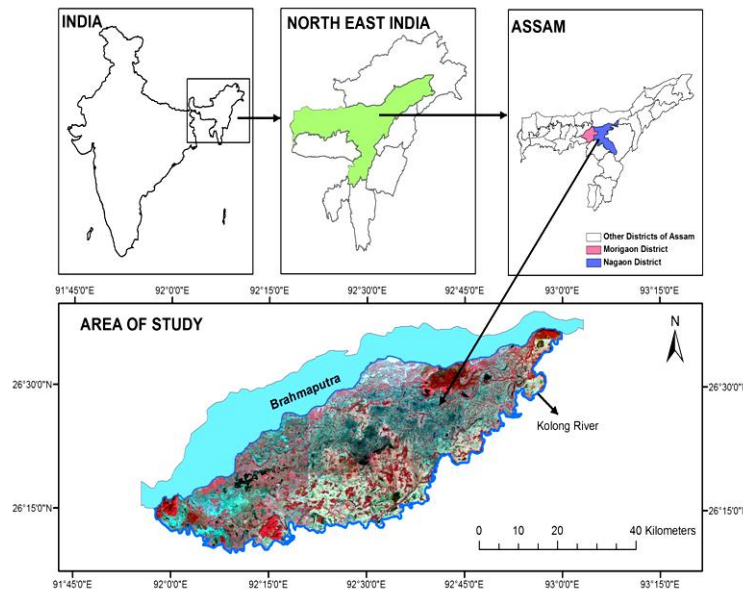 INDIA
NORTH EAST INDIA
ASSAM
Other Districts of Assam
Morigaon District
Nagaon District
91°45'0"E 92°0'0"E 92°15'0"E 92°30'0"E 92°45'0"E 93°0'0"E 93°15'0"E
AREA OF STUDY
N
Brahmaputra
26°30'0"N 26°30'0"N
Kolong River
26°15'0"N 26°15'0"N
0 10 20 40 Kilometers
91°45'0"E 92°0'0"E 92°15'0"E 92°30'0"E 92°45'0"E 93°0'0"E 93°15'0"E